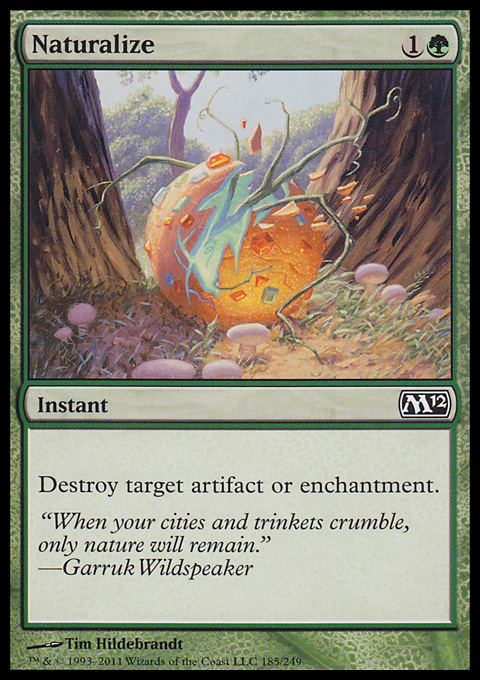 Naturalize 1
Instant M12
Destroy target artifact or enchantment.
“When your cities and trinkets crumble,
only nature will remain.”
—Garruk Wildspeaker
Tim Hildebrandt
™ & © 1993–2011 Wizards of the Coast LLC 185/249